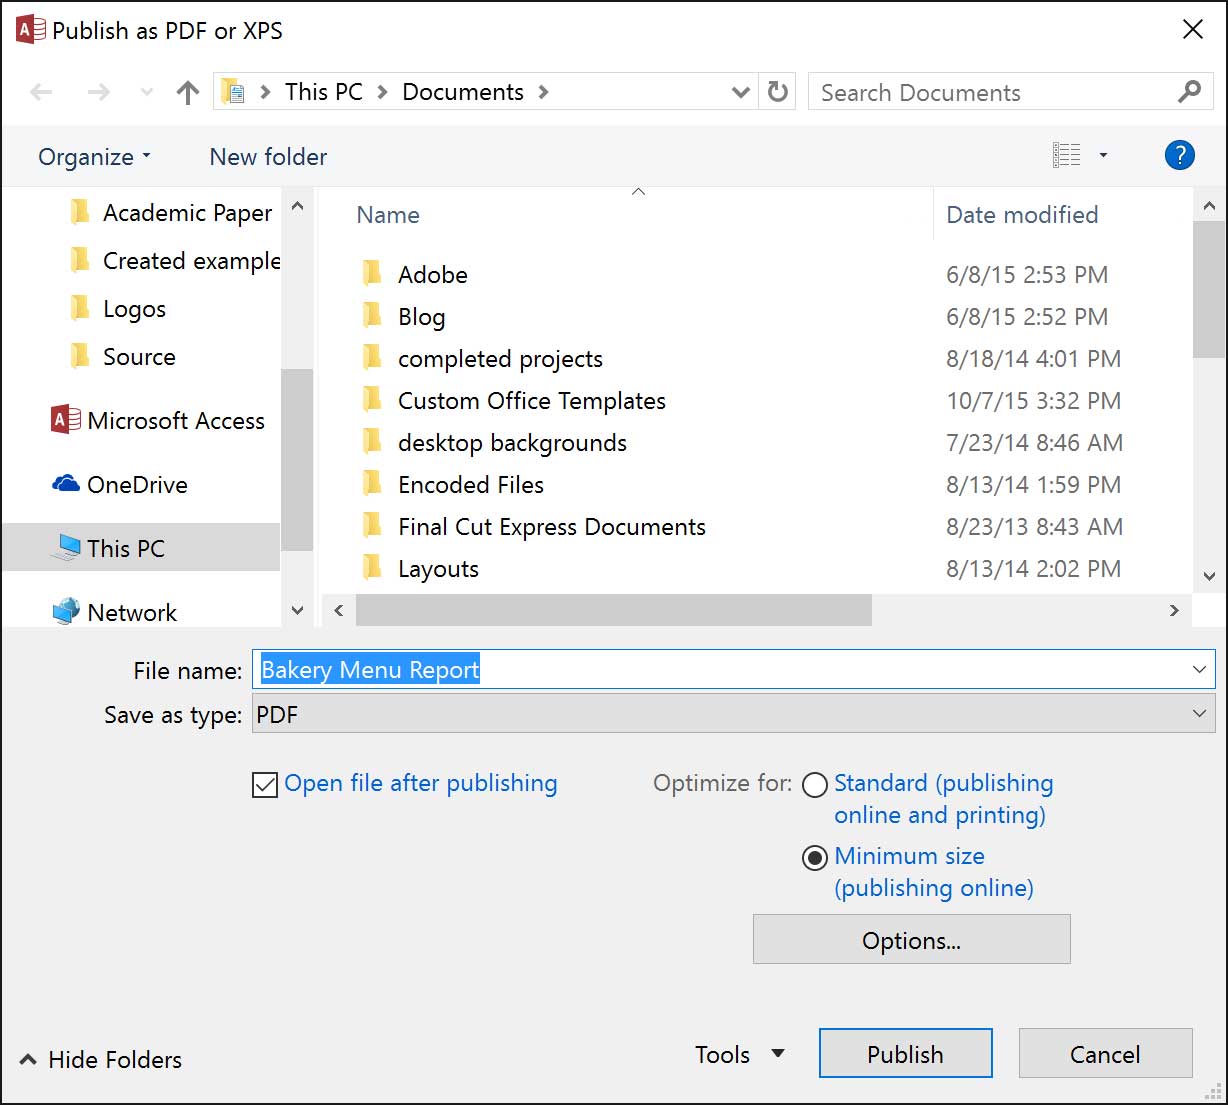 Publish as PDF or XPS
This PC Documents
Search Documents
Organize
New folder
?
Academic Paper
Created example
Logos
Source
A Microsoft Access
OneDrive
This PC
Network
Name Date modified
Adobe 6/8/15 2:53 PM
Blog 6/8/15 2:52 PM
completed projects 8/18/14 4:01 PM
Custom Office Templates 10/7/15 3:32 PM
desktop backgrounds 7/23/14 8:46 AM
Encoded Files 8/13/14 1:59 PM
Final Cut Express Documents 8/23/13 8:43 AM
Layouts 8/13/14 2:02 PM
File name: Bakery Menu Report
Save as type: PDF
Open file after publishing
Optimize for: Standard (publishing
online and printing)
Minimum size
(publishing online)
Options...
Hide Folders
Tools
Publish
Cancel